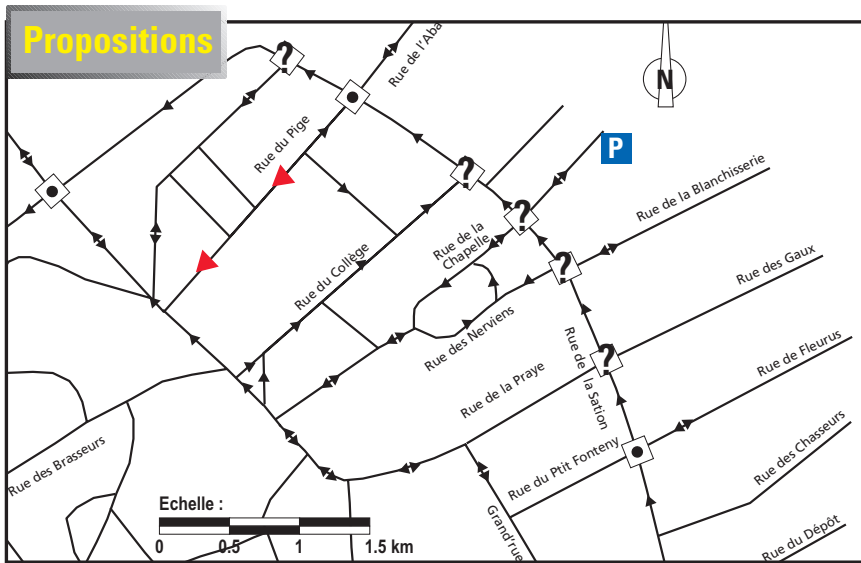 Propositions
Rue de l'Aba
N
Rue du Pige
P
Rue de la Blanchisserie
Rue de la
Chapelle
Rue du Collège
Rue des Gaux
Rue des Nerviens
Rue de la Sation
Rue de Fleurus
Rue de la Praye
Rue des Chasseurs
Rue du Ptit Fonteny
Rue des Brasseurs
Grand'rue
Rue du Dépôt
Echelle :
0 0.5 1 1.5 km
?
?
?
?
?